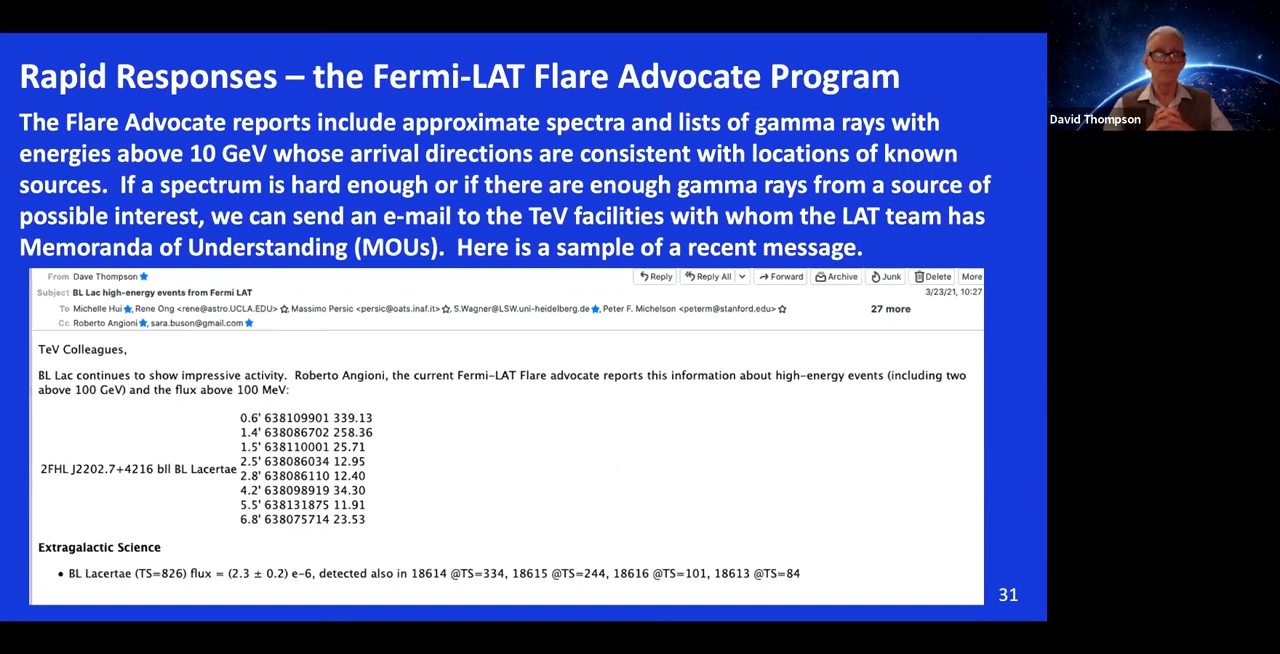 Rapid Responses – the Fermi-LAT Flare Advocate Program
The Flare Advocate reports include approximate spectra and lists of gamma rays with
energies above 10 GeV whose arrival directions are consistent with locations of known
sources.  If a spectrum is hard enough or if there are enough gamma rays from a source of
possible interest, we can send an e-mail to the TeV facilities with whom the LAT team has
Memoranda of Understanding (MOUs).  Here is a sample of a recent message.
David Thompson
From Dave Thompson
Reply Reply All Forward Archive Junk Delete More
Subject BL Lac high-energy events from Fermi LAT
3/23/21, 10:27
To Michelle Hui, Rene Ong <rene@astro.UCLA.EDU>, Massimo Persic <persic@oats.inaf.it>, S.Wagner@LSW.uni-heidelberg.de, Peter F. Michelson <peterm@stanford.edu> 27 more
Cc Roberto Angioni, sara.buson@gmail.com
TeV Colleagues,
BL Lac continues to show impressive activity.  Roberto Angioni, the current Fermi-LAT Flare advocate reports this information about high-energy events (including two
above 100 GeV) and the flux above 100 MeV:
0.6' 638109901 339.13
1.4' 638086702 258.36
1.5' 638110001 25.71
2.5' 638086034 12.95
2FHL J2202.7+4216 bll BL Lacertae
2.8' 638086110 12.40
4.2' 638098919 34.30
5.5' 638131875 11.91
6.8' 638075714 23.53
Extragalactic Science
• BL Lacertae (TS=826) flux = (2.3 ± 0.2) e-6, detected also in 18614 @TS=334, 18615 @TS=244, 18616 @TS=101, 18613 @TS=84
31